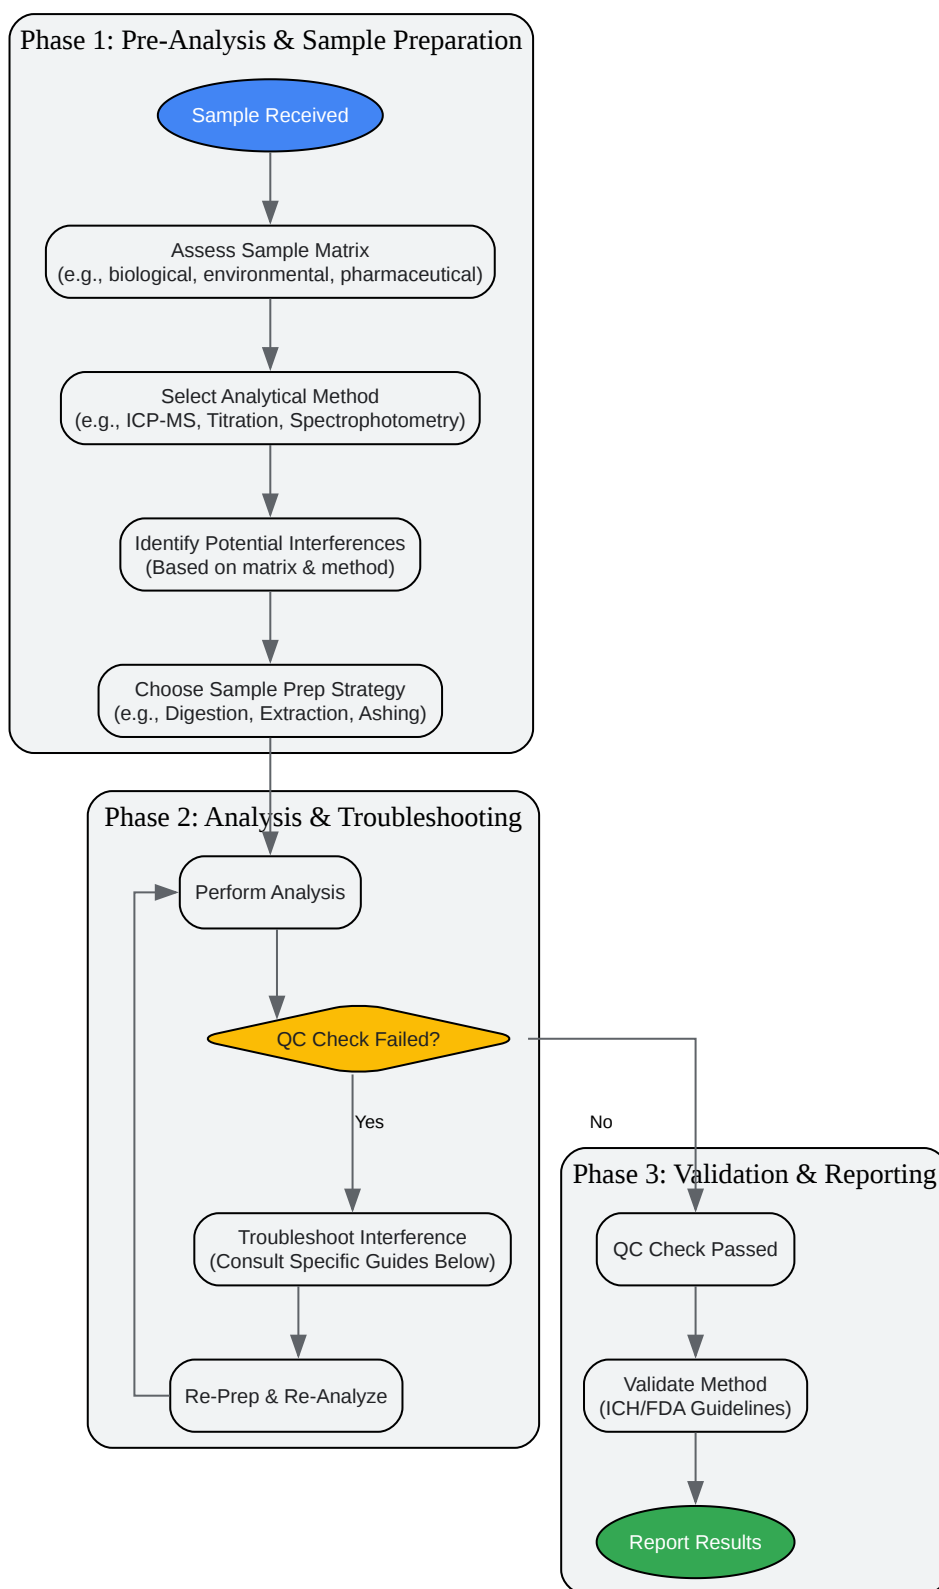 Phase 1: Pre-Analysis & Sample Preparation
Sample Received
Assess Sample Matrix
(e.g., biological, environmental, pharmaceutical)
Select Analytical Method
(e.g., ICP-MS, Titration, Spectrophotometry)
Identify Potential Interferences
(Based on matrix & method)
Choose Sample Prep Strategy
(e.g., Digestion, Extraction, Ashing)
Phase 2: Analysis & Troubleshooting
Perform Analysis
QC Check Failed?
Yes
No
Troubleshoot Interference
(Consult Specific Guides Below)
Re-Prep & Re-Analyze
Phase 3: Validation & Reporting
QC Check Passed
Validate Method
(ICH/FDA Guidelines)
Report Results